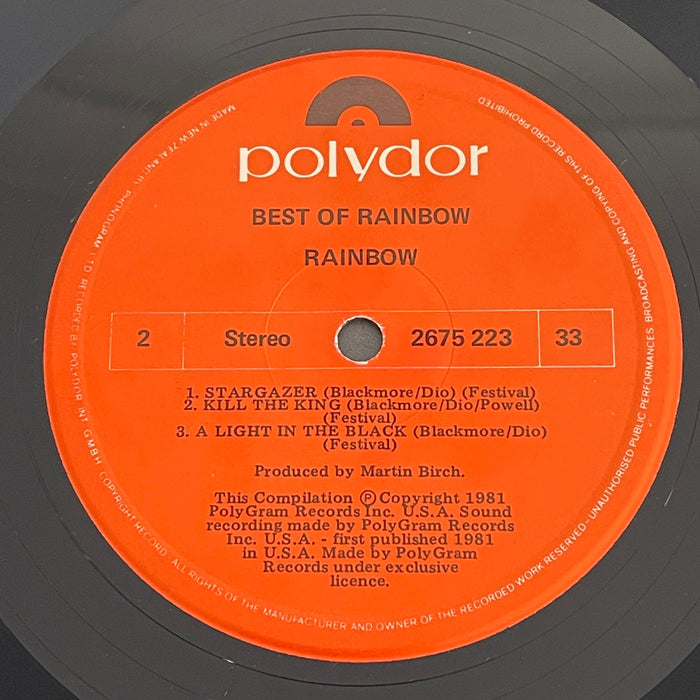 polydor
BEST OF RAINBOW
RAINBOW
2 Stereo 2675 223 33
1. STARGAZER (Blackmore/Dio) (Festival)
2. KILL THE KING (Blackmore/Dio/Powell)
(Festival)
3. A LIGHT IN THE BLACK (Blackmore/Dio)
(Festival)
Produced by Martin Birch.
This Compilation ℗ Copyright 1981
PolyGram Records Inc. U.S.A. Sound
recording made by PolyGram Records
Inc. U.S.A. - first published 1981
in U.S.A. Made by PolyGram
Records under exclusive
licence.
MADE IN NEW ZEALAND BY PHONOGRAM LTD RECORDED BY POLYDOR, INT. GMBH. COPYRIGHT RECORD. ALL RIGHTS OF THE MANUFACTURER AND OWNER OF THE RECORDED WORK RESERVED - UNAUTHORISED PUBLIC PERFORMANCES BROADCASTING AND COPYING OF THIS RECORD PROHIBITED